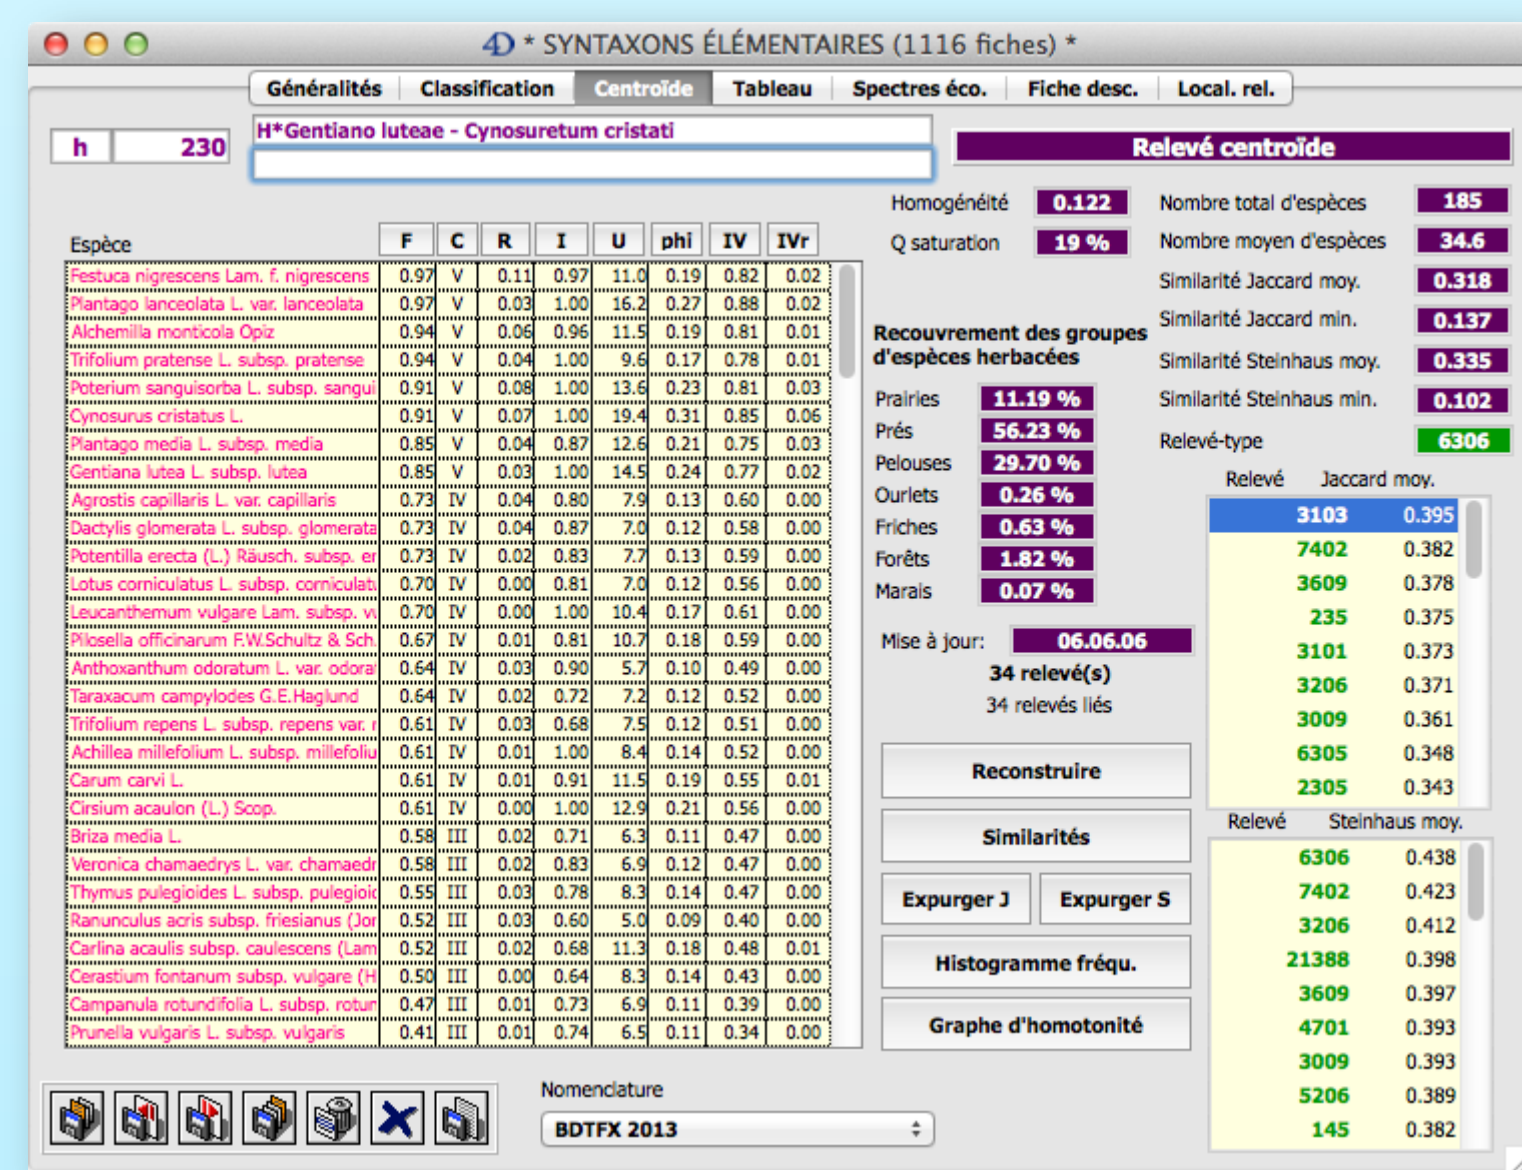 4D * SYNTAXONS ÉLÉMENTAIRES (1116 fiches) *
Généralités Classification Centroïde Tableau Spectres éco. Fiche desc. Local. rel.
h 230 H*Gentiano luteae - Cynosuretum cristati
Relevé centroïde
Homogénéité 0.122
Q saturation 19 %
Nombre total d'espèces 185
Nombre moyen d'espèces 34.6
Similarité Jaccard moy. 0.318
Similarité Jaccard min. 0.137
Similarité Steinhaus moy. 0.335
Similarité Steinhaus min. 0.102
Relevé-type 6306
Espèce F C R I U phi IV IVr
Festuca nigrescens Lam. f. nigrescens 0.97 V 0.11 0.97 11.0 0.19 0.82 0.02
Plantago lanceolata L. var. lanceolata 0.97 V 0.03 1.00 16.2 0.27 0.88 0.02
Alchemilla monticola Opiz 0.94 V 0.06 0.96 11.5 0.19 0.81 0.01
Trifolium pratense L. subsp. pratense 0.94 V 0.04 1.00 9.6 0.17 0.78 0.01
Poterium sanguisorba L. subsp. sangui 0.91 V 0.08 1.00 13.6 0.23 0.81 0.03
Cynosurus cristatus L. 0.91 V 0.07 1.00 19.4 0.31 0.85 0.06
Plantago media L. subsp. media 0.85 V 0.04 0.87 12.6 0.21 0.75 0.03
Gentiana lutea L. subsp. lutea 0.85 V 0.03 1.00 14.5 0.24 0.77 0.02
Agrostis capillaris L. var. capillaris 0.73 IV 0.04 0.80 7.9 0.13 0.60 0.00
Dactylis glomerata L. subsp. glomerata 0.73 IV 0.04 0.87 7.0 0.12 0.58 0.00
Potentilla erecta (L.) Räusch. subsp. er 0.73 IV 0.02 0.83 7.7 0.13 0.59 0.00
Lotus corniculatus L. subsp. corniculatu 0.70 IV 0.00 0.81 7.0 0.12 0.56 0.00
Leucanthemum vulgare Lam. subsp. vu 0.70 IV 0.00 1.00 10.4 0.17 0.61 0.00
Pilosella officinarum F.W.Schultz & Sch. 0.67 IV 0.01 0.81 10.7 0.18 0.59 0.00
Anthoxanthum odoratum L. var. odorat 0.64 IV 0.03 0.90 5.7 0.10 0.49 0.00
Taraxacum campylodes G.E.Haglund 0.64 IV 0.02 0.72 7.2 0.12 0.52 0.00
Trifolium repens L. subsp. repens var. r 0.61 IV 0.03 0.68 7.5 0.12 0.51 0.00
Achillea millefolium L. subsp. millefoliu 0.61 IV 0.01 1.00 8.4 0.14 0.52 0.00
Carum carvi L. 0.61 IV 0.01 0.91 11.5 0.19 0.55 0.01
Cirsium acaulon (L.) Scop. 0.61 IV 0.00 1.00 12.9 0.21 0.56 0.00
Briza media L. 0.58 III 0.02 0.71 6.3 0.11 0.47 0.00
Veronica chamaedrys L. var. chamaedr 0.58 III 0.02 0.83 6.9 0.12 0.47 0.00
Thymus pulegioides L. subsp. pulegioic 0.55 III 0.03 0.78 8.3 0.14 0.47 0.00
Ranunculus acris subsp. friesianus (Jor 0.52 III 0.03 0.60 5.0 0.09 0.40 0.00
Carlina acaulis subsp. caulescens (Lam 0.52 III 0.02 0.68 11.3 0.18 0.48 0.01
Cerastium fontanum subsp. vulgare (H 0.50 III 0.00 0.64 8.3 0.14 0.43 0.00
Campanula rotundifolia L. subsp. rotun 0.47 III 0.01 0.73 6.9 0.11 0.39 0.00
Prunella vulgaris L. subsp. vulgaris 0.41 III 0.01 0.74 6.5 0.11 0.34 0.00
Recouvrement des groupes
d'espèces herbacées
Prairies 11.19 %
Prés 56.23 %
Pelouses 29.70 %
Ourlets 0.26 %
Friches 0.63 %
Forêts 1.82 %
Marais 0.07 %
Mise à jour: 06.06.06
34 relevé(s)
34 relevés liés
Reconstruire
Similarités
Expurger J Expurger S
Histogramme fréqu.
Graphe d'homotonité
Relevé Jaccard moy.
3103 0.395
7402 0.382
3609 0.378
235 0.375
3101 0.373
3206 0.371
3009 0.361
6305 0.348
2305 0.343
Relevé Steinhaus moy.
6306 0.438
7402 0.423
3206 0.412
21388 0.398
3609 0.397
4701 0.393
3009 0.393
5206 0.389
145 0.382
Nomenclature
BDTFX 2013